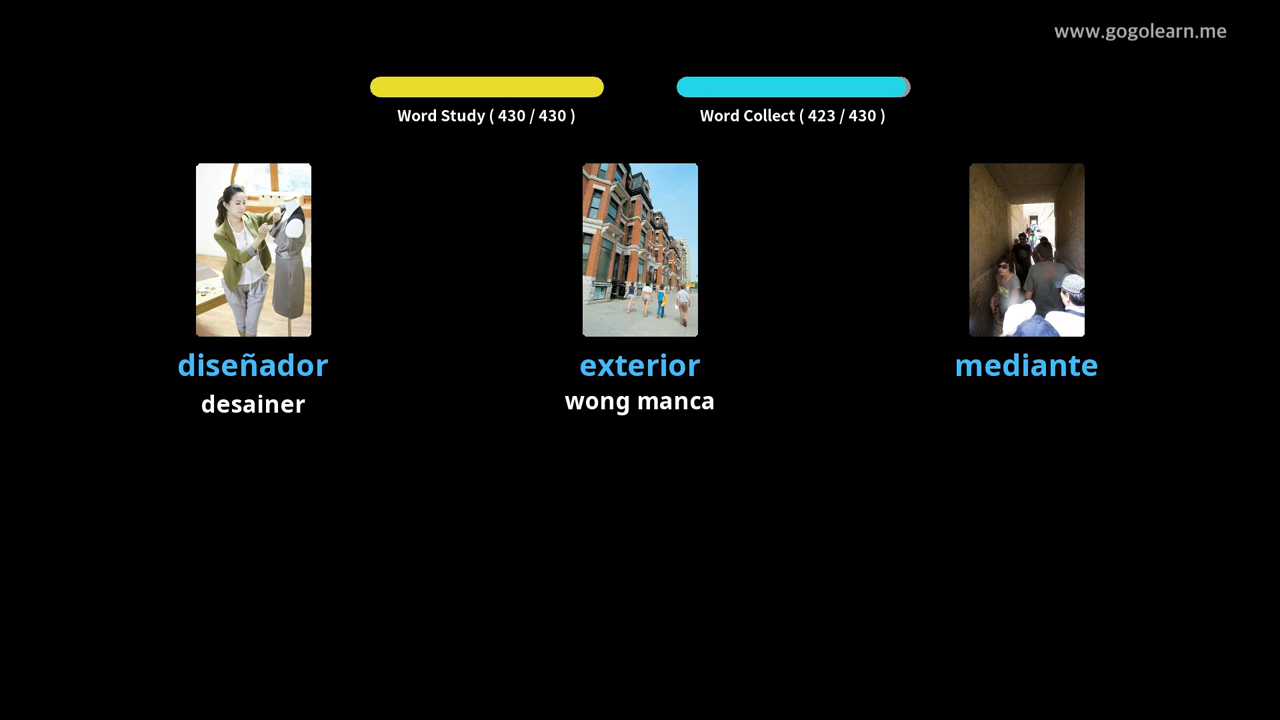 www.gogolearn.me
Word Study ( 430 / 430 )
Word Collect ( 423 / 430 )
diseñador
exterior
mediante
desainer
wong manca